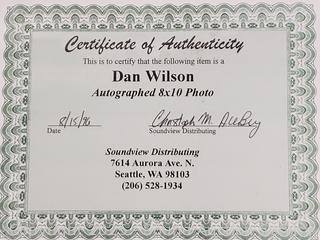 Certificate of Authenticity
This is to certify that the following item is a
Dan Wilson
Autographed 8x10 Photo
8/15/96 Christoph M.
Date Soundview Distributing
Soundview Distributing
7614 Aurora Ave. N.
Seattle, WA 98103
(206) 528-1934